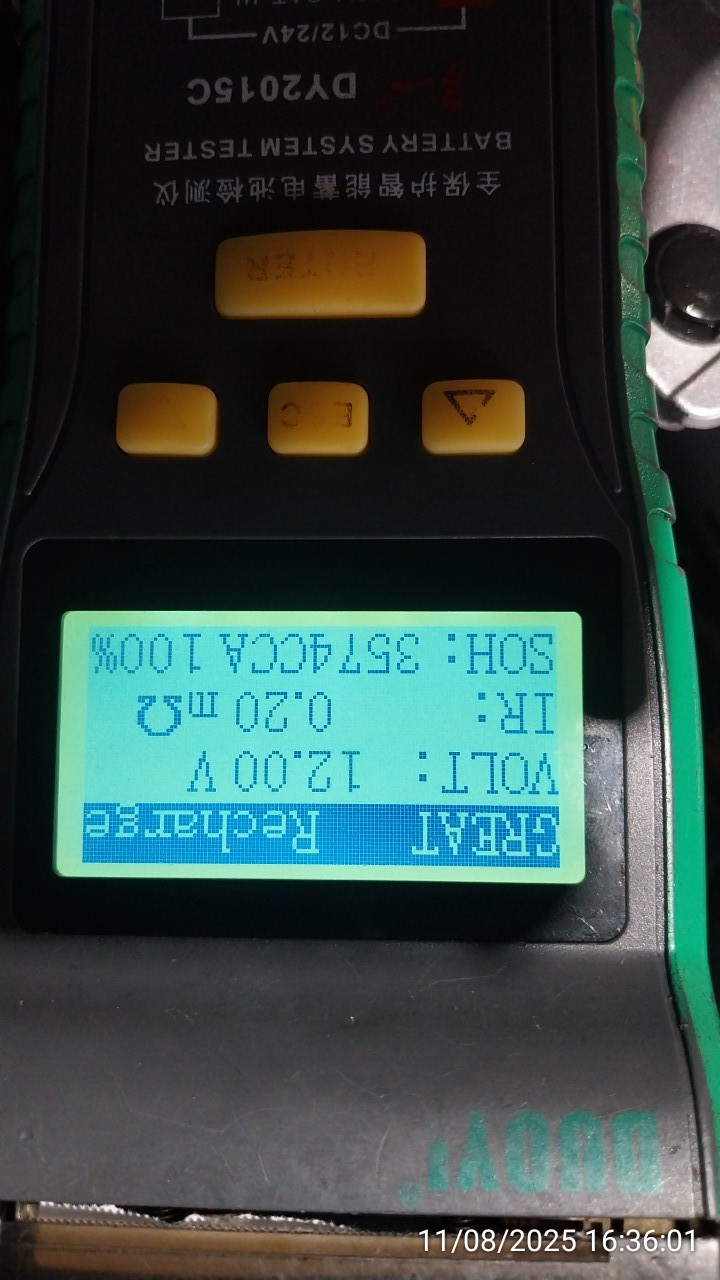 DUOYI
GREAT Recharge
VOLT: 12.00 V
IR: 0.20 mΩ
SOH: 3574CCA 100%
ESC
ENTER
全保护智能蓄电池检测仪
BATTERY SYSTEM TESTER
DY2015C
DC12/24V
11/08/2025 16:36:01